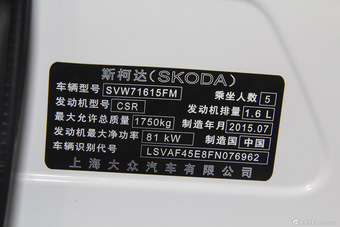 斯柯达(SKODA)
车辆型号 SVW71615FM 乘坐人数 5
发动机型号 CSR 发动机排量 1.6 L
最大允许总质量 1750kg 制造年月 2015.07
发动机最大净功率 81 kW 制造国 中国
车辆识别代号 LSVAF45E8FN076962
上海大众汽车有限公司